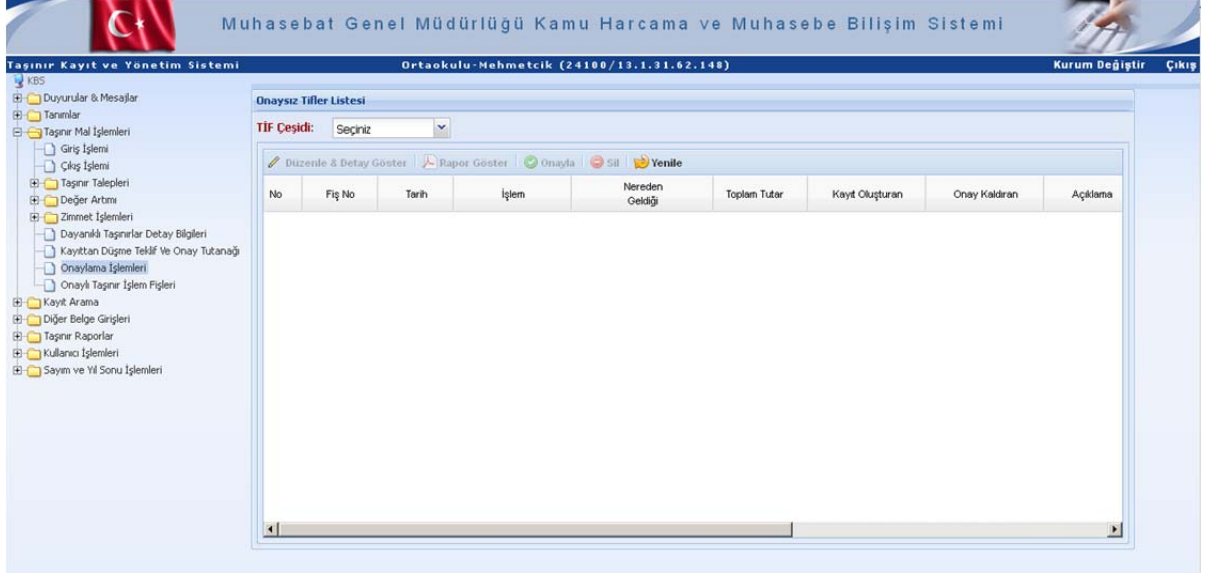 Muhasebat Genel Müdürlüğü Kamu Harcama ve Muhasebe Bilişim Sistemi
Taşınır Kayıt ve Yönetim Sistemi Ortaokulu-Mehmetcik (24100/13.1.31.62.148) Kurum Değiştir Çıkış
KBS
Duyurular & Mesajlar
Tanımlar
Taşınır Mal İşlemleri
Giriş İşlemi
Çıkış İşlemi
Taşınır Talepleri
Değer Artımı
Zimmet İşlemleri
Dayanıklı Taşınırlar Detay Bilgileri
Kayıttan Düşme Teklif Ve Onay Tutanağı
Onaylama İşlemleri
Onaylı Taşınır İşlem Fişleri
Kayıt Arama
Diğer Belge Girişleri
Taşınır Raporlar
Kullanıcı İşlemleri
Sayım ve Yıl Sonu İşlemleri
Onaysız Tifler Listesi
TİF Çeşidi: Seçiniz
Düzenle & Detay Göster Rapor Göster Onayla Sil Yenile
No Fiş No Tarih İşlem Nereden Geldiği Toplam Tutar Kayıt Oluşturan Onay Kaldıran Açıklama